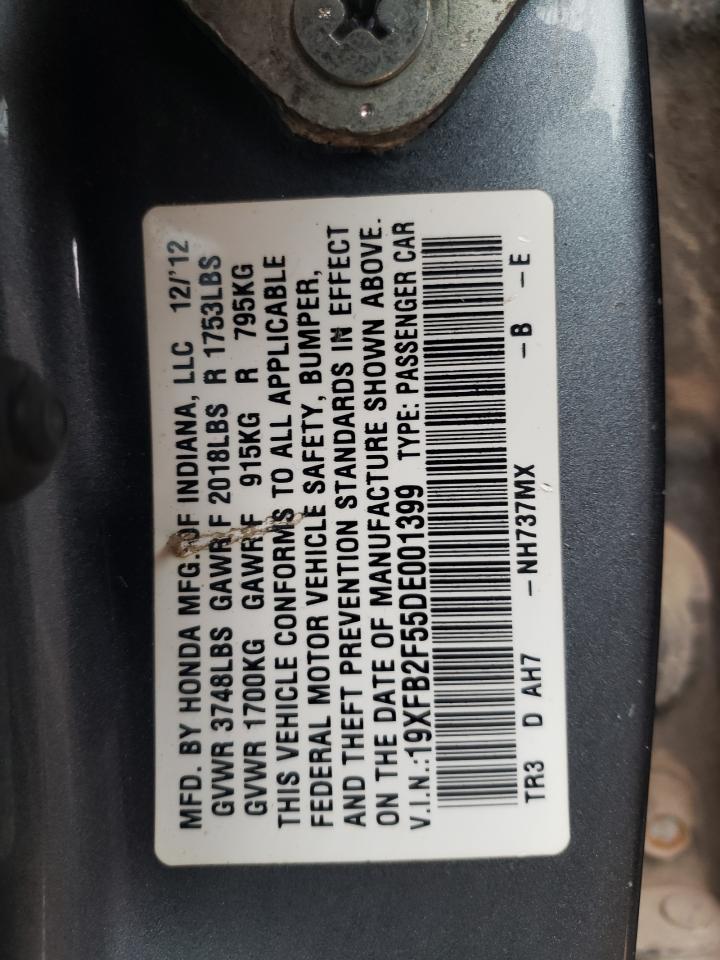 MFD. BY HONDA MFG. OF INDIANA, LLC 12/'12
GVWR 3748LBS GAWR F 2018LBS R 1753LBS
GVWR 1700KG GAWR F 915KG R 795KG
THIS VEHICLE CONFORMS TO ALL APPLICABLE
FEDERAL MOTOR VEHICLE SAFETY, BUMPER,
AND THEFT PREVENTION STANDARDS IN EFFECT
ON THE DATE OF MANUFACTURE SHOWN ABOVE.
V.I.N.:19XFB2F55DE001399 TYPE: PASSENGER CAR
TR3 D AH7 -NH737MX -B -E